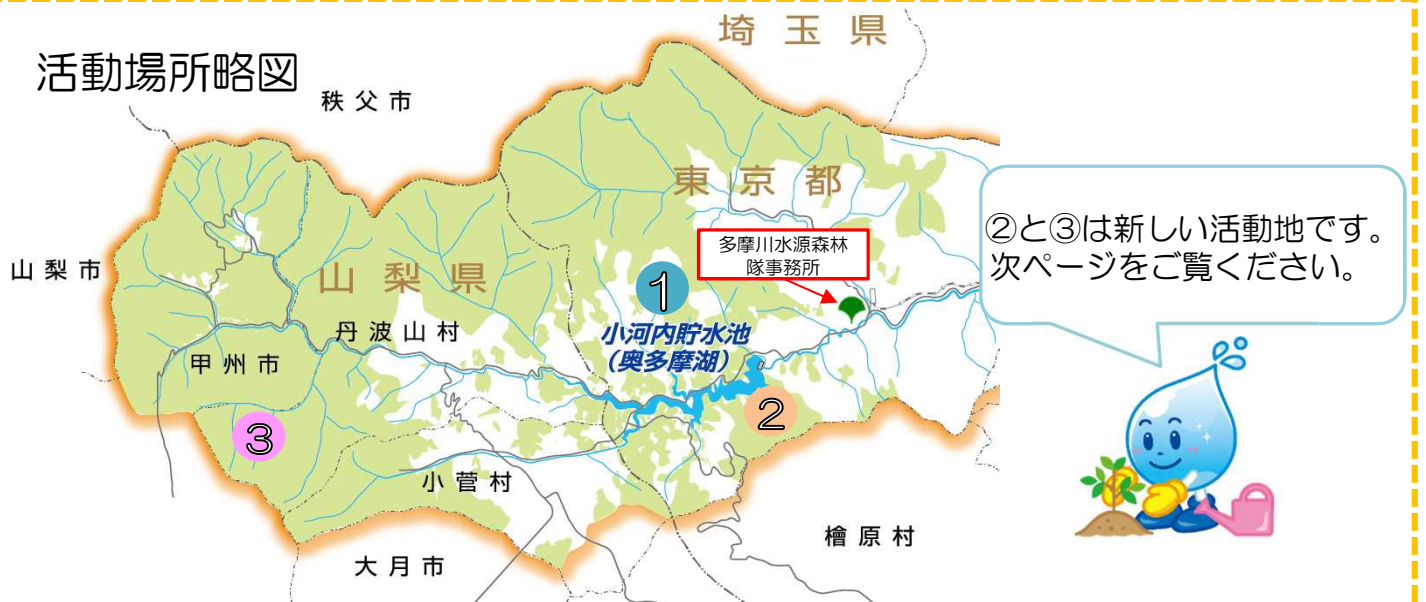 活動場所略図
埼玉県
秩父市
東京都
多摩川水源森林
隊事務所
②と③は新しい活動地です。
次ページをご覧ください。
山梨市
山梨県
1
小河内貯水池
（奥多摩湖）
丹波山村
甲州市
2
3
小菅村
檜原村
大月市